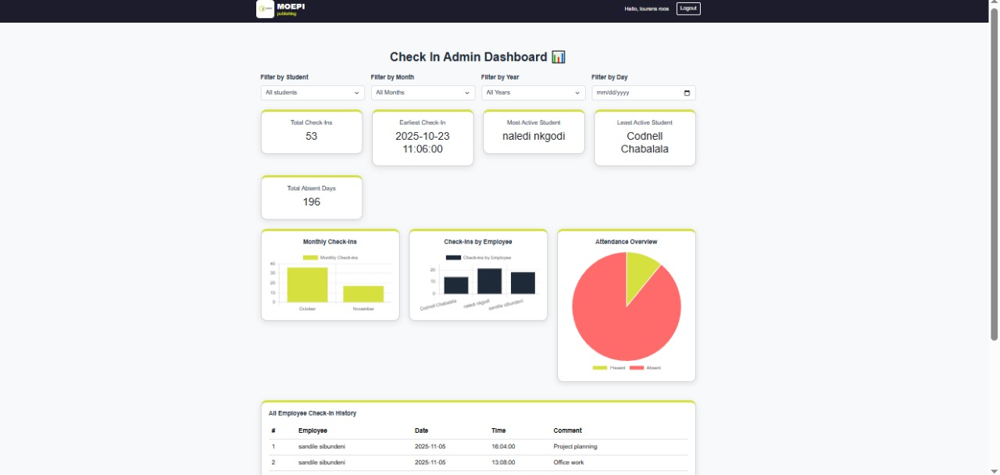 MOEPI
publishing
Hello, lourens roos
Logout
Check In Admin Dashboard 📊
Filter by Student
Filter by Month
Filter by Year
Filter by Day
All students
All Months
All Years
mm/dd/yyyy
Total Check-Ins
53
Earliest Check-In
2025-10-23
11:06:00
Most Active Student
naledi nkgodi
Least Active Student
Codnell
Chabalala
Total Absent Days
196
Monthly Check-Ins
Monthly Check-ins
40
30
20
10
0
October
November
Check-Ins by Employee
Check-ins by Employee
20
10
0
Codnell Chabalala
naledi nkgodi
sandile sibundeni
Attendance Overview
Present
Absent
All Employee Check-In History
# Employee Date Time Comment
1 sandile sibundeni 2025-11-05 16:04:00 Project planning
2 sandile sibundeni 2025-11-05 13:08:00 Office work